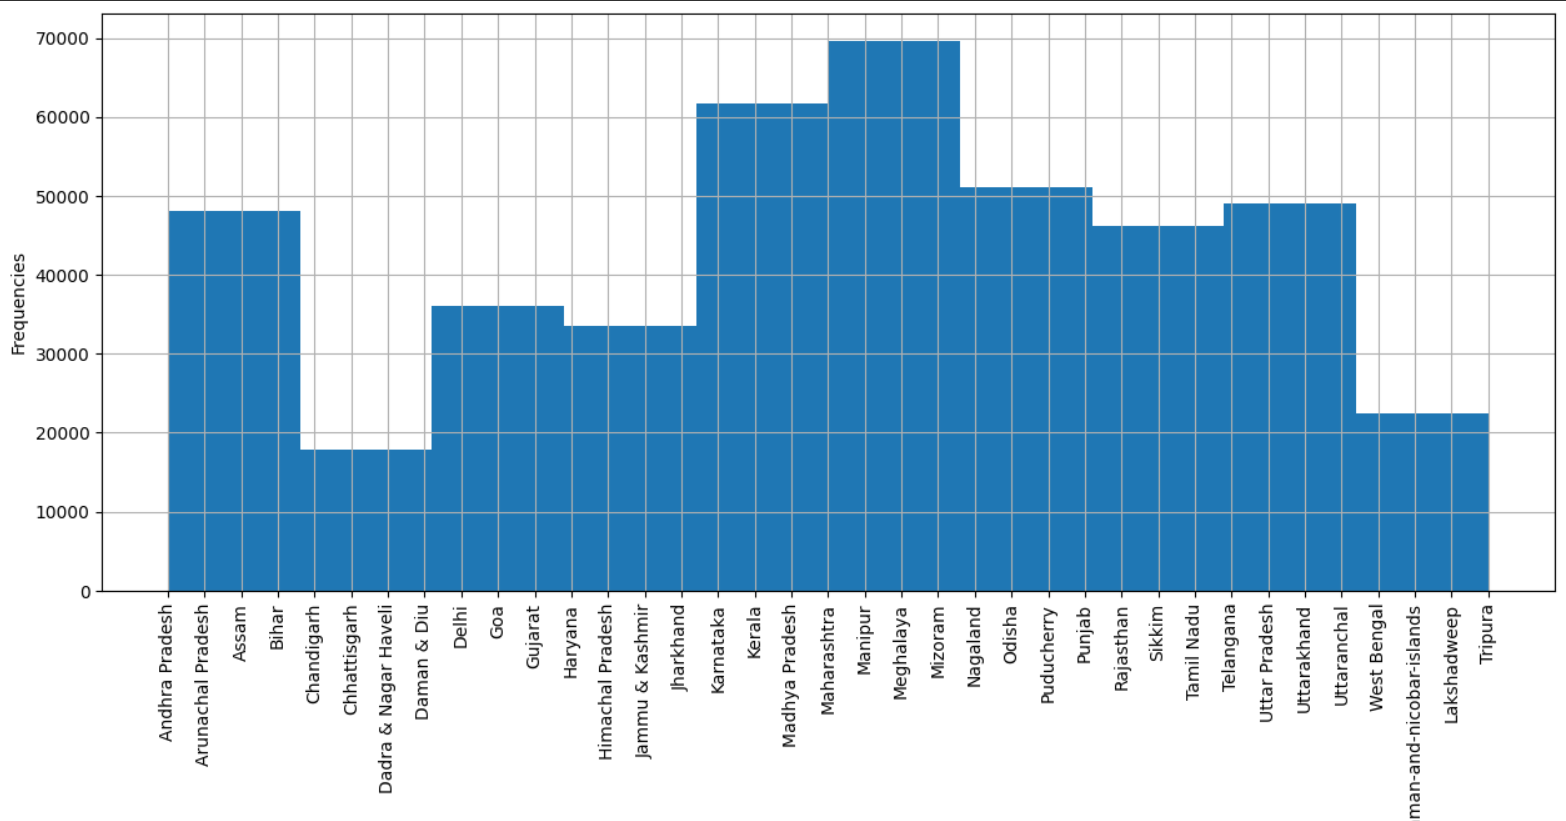 70000
60000
50000
40000
30000
20000
10000
0
Frequencies
Andhra Pradesh
Arunachal Pradesh
Assam
Bihar
Chandigarh
Chhattisgarh
Dadra & Nagar Haveli
Daman & Diu
Delhi
Goa
Gujarat
Haryana
Himachal Pradesh
Jammu & Kashmir
Jharkhand
Karnataka
Kerala
Madhya Pradesh
Maharashtra
Manipur
Meghalaya
Mizoram
Nagaland
Odisha
Puducherry
Punjab
Rajasthan
Sikkim
Tamil Nadu
Telangana
Uttar Pradesh
Uttarakhand
Uttaranchal
West Bengal
man-and-nicobar-islands
Lakshadweep
Tripura